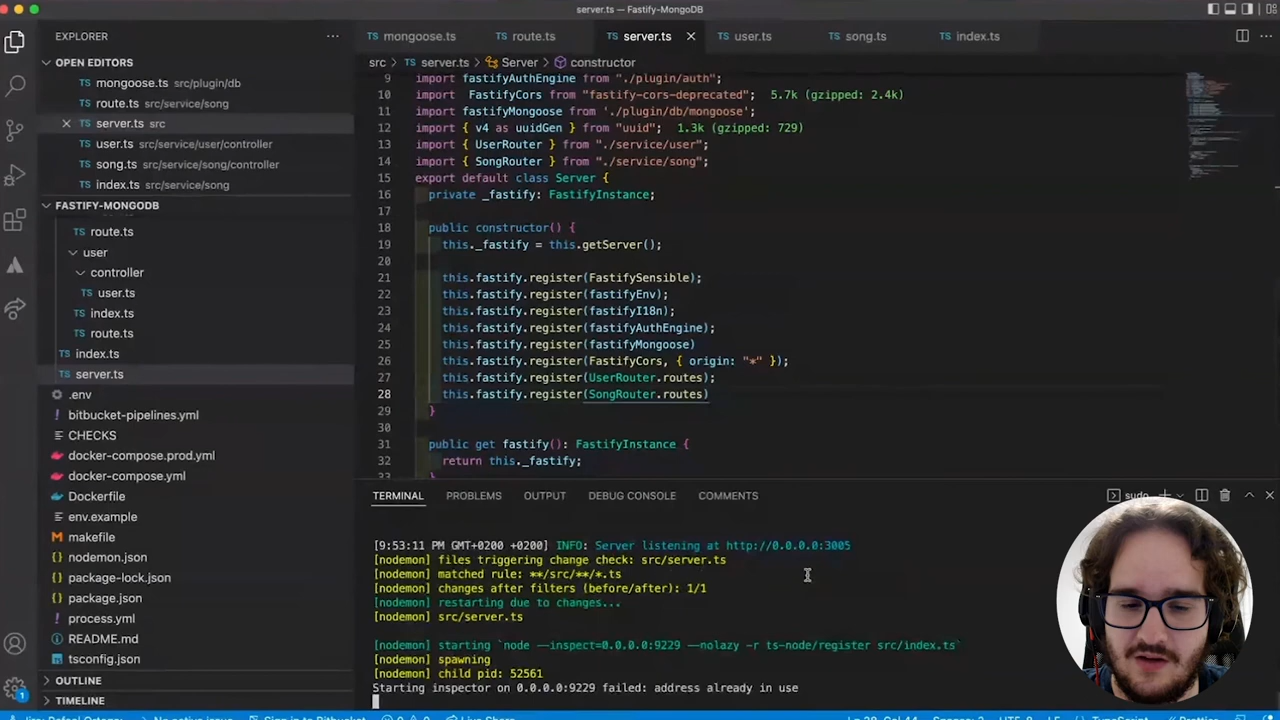 server.ts — Fastify-MongoDB
EXPLORER
OPEN EDITORS
TS mongoose.ts src/plugin/db
TS route.ts src/service/song
TS server.ts src
TS user.ts src/service/user/controller
TS song.ts src/service/song/controller
TS index.ts src/service/song
FASTIFY-MONGODB
TS route.ts
user
controller
TS user.ts
TS index.ts
TS route.ts
TS index.ts
TS server.ts
.env
bitbucket-pipelines.yml
CHECKS
docker-compose.prod.yml
docker-compose.yml
Dockerfile
env.example
makefile
nodemon.json
package-lock.json
package.json
process.yml
README.md
tsconfig.json
OUTLINE
TIMELINE
1
TS mongoose.ts TS route.ts TS server.ts TS user.ts TS song.ts TS index.ts
src > TS server.ts > Server > constructor
9 import fastifyAuthEngine from "./plugin/auth";
10 import FastifyCors from "fastify-cors-deprecated"; 5.7k (gzipped: 2.4k)
11 import fastifyMongoose from './plugin/db/mongoose';
12 import { v4 as uuidGen } from "uuid"; 1.3k (gzipped: 729)
13 import { UserRouter } from "./service/user";
14 import { SongRouter } from "./service/song";
15 export default class Server {
16 private _fastify: FastifyInstance;
17
18 public constructor() {
19 this._fastify = this.getServer();
20
21 this.fastify.register(FastifySensible);
22 this.fastify.register(fastifyEnv);
23 this.fastify.register(fastifyI18n);
24 this.fastify.register(fastifyAuthEngine);
25 this.fastify.register(fastifyMongoose)
26 this.fastify.register(FastifyCors, { origin: "*" });
27 this.fastify.register(UserRouter.routes);
28 this.fastify.register(SongRouter.routes)
29 }
30
31 public get fastify(): FastifyInstance {
32 return this._fastify;
33 }
TERMINAL PROBLEMS OUTPUT DEBUG CONSOLE COMMENTS sudo
[9:53:11 PM GMT+0200 +0200] INFO: Server listening at http://0.0.0.0:3005
[nodemon] files triggering change check: src/server.ts
[nodemon] matched rule: **/src/**/*.ts
[nodemon] changes after filters (before/after): 1/1
[nodemon] restarting due to changes...
[nodemon] src/server.ts
[nodemon] starting `node --inspect=0.0.0.0:9229 --nolazy -r ts-node/register src/index.ts`
[nodemon] spawning
[nodemon] child pid: 52561
Starting inspector on 0.0.0.0:9229 failed: address already in use